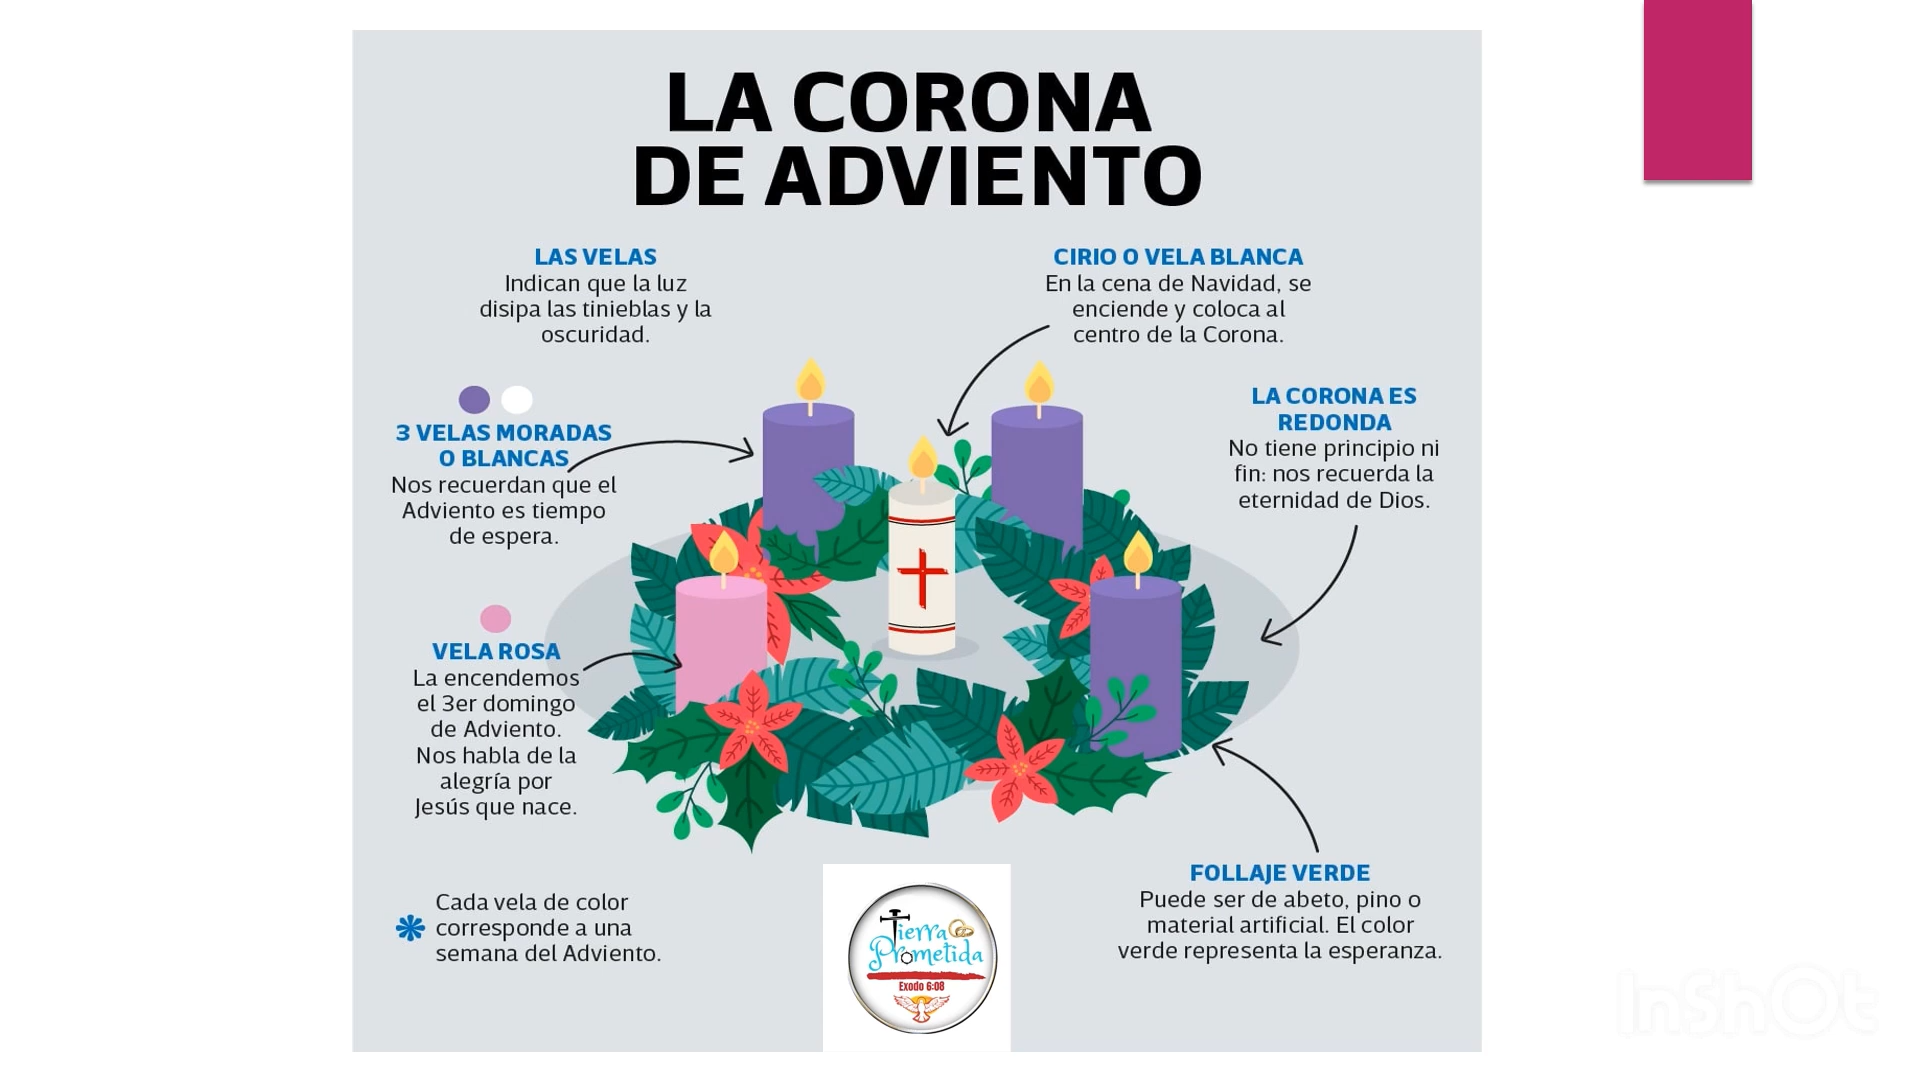 LA CORONA
DE ADVIENTO
LAS VELAS
Indican que la luz
disipa las tinieblas y la
oscuridad.
CIRIO O VELA BLANCA
En la cena de Navidad, se
enciende y coloca al
centro de la Corona.
3 VELAS MORADAS
O BLANCAS
Nos recuerdan que el
Adviento es tiempo
de espera.
LA CORONA ES
REDONDA
No tiene principio ni
fin: nos recuerda la
eternidad de Dios.
VELA ROSA
La encendemos
el 3er domingo
de Adviento.
Nos habla de la
alegría por
Jesús que nace.
FOLLAJE VERDE
Puede ser de abeto, pino o
material artificial. El color
verde representa la esperanza.
Cada vela de color
corresponde a una
semana del Adviento.
Tierra
Prometida
Exodo 6:08
InShOt